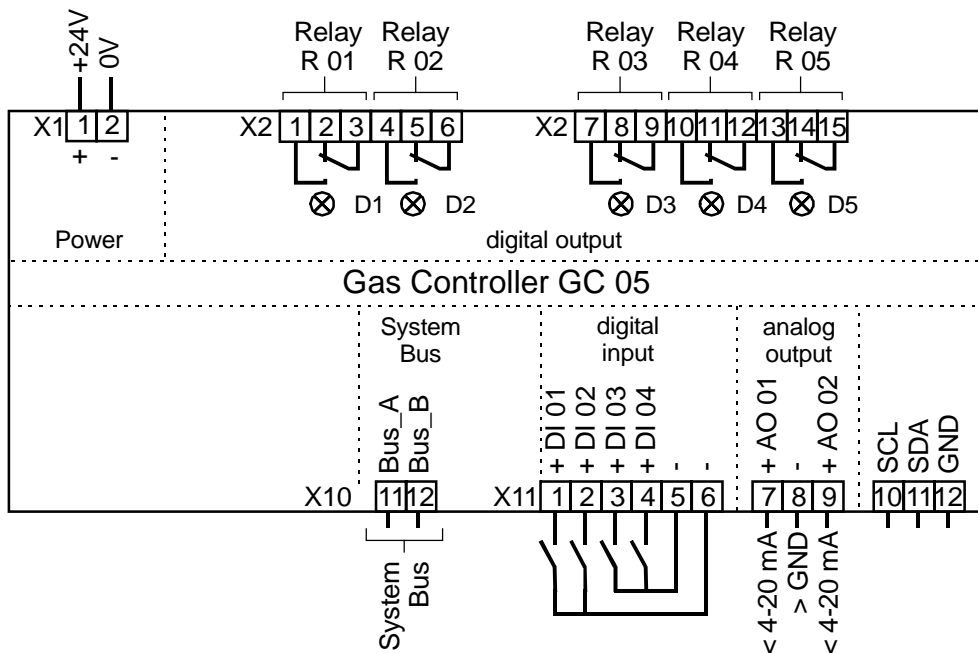 +24V
0V
Relay
R 01
Relay
R 02
Relay
R 03
Relay
R 04
Relay
R 05
X1 1 2
X2 1 2 3 4 5 6
X2 7 8 9 10 11 12 13 14 15
+ -
D1
D2
D3
D4
D5
Power
digital output
Gas Controller GC 05
System
Bus
digital
input
analog
output
Bus_A
Bus_B
+ DI 01
+ DI 02
+ DI 03
+ DI 04
-
-
+ AO 01
-
+ AO 02
SCL
SDA
GND
X10 11 12
X11 1 2 3 4 5 6
7 8 9
10 11 12
System
Bus
< 4-20 mA
> GND
< 4-20 mA